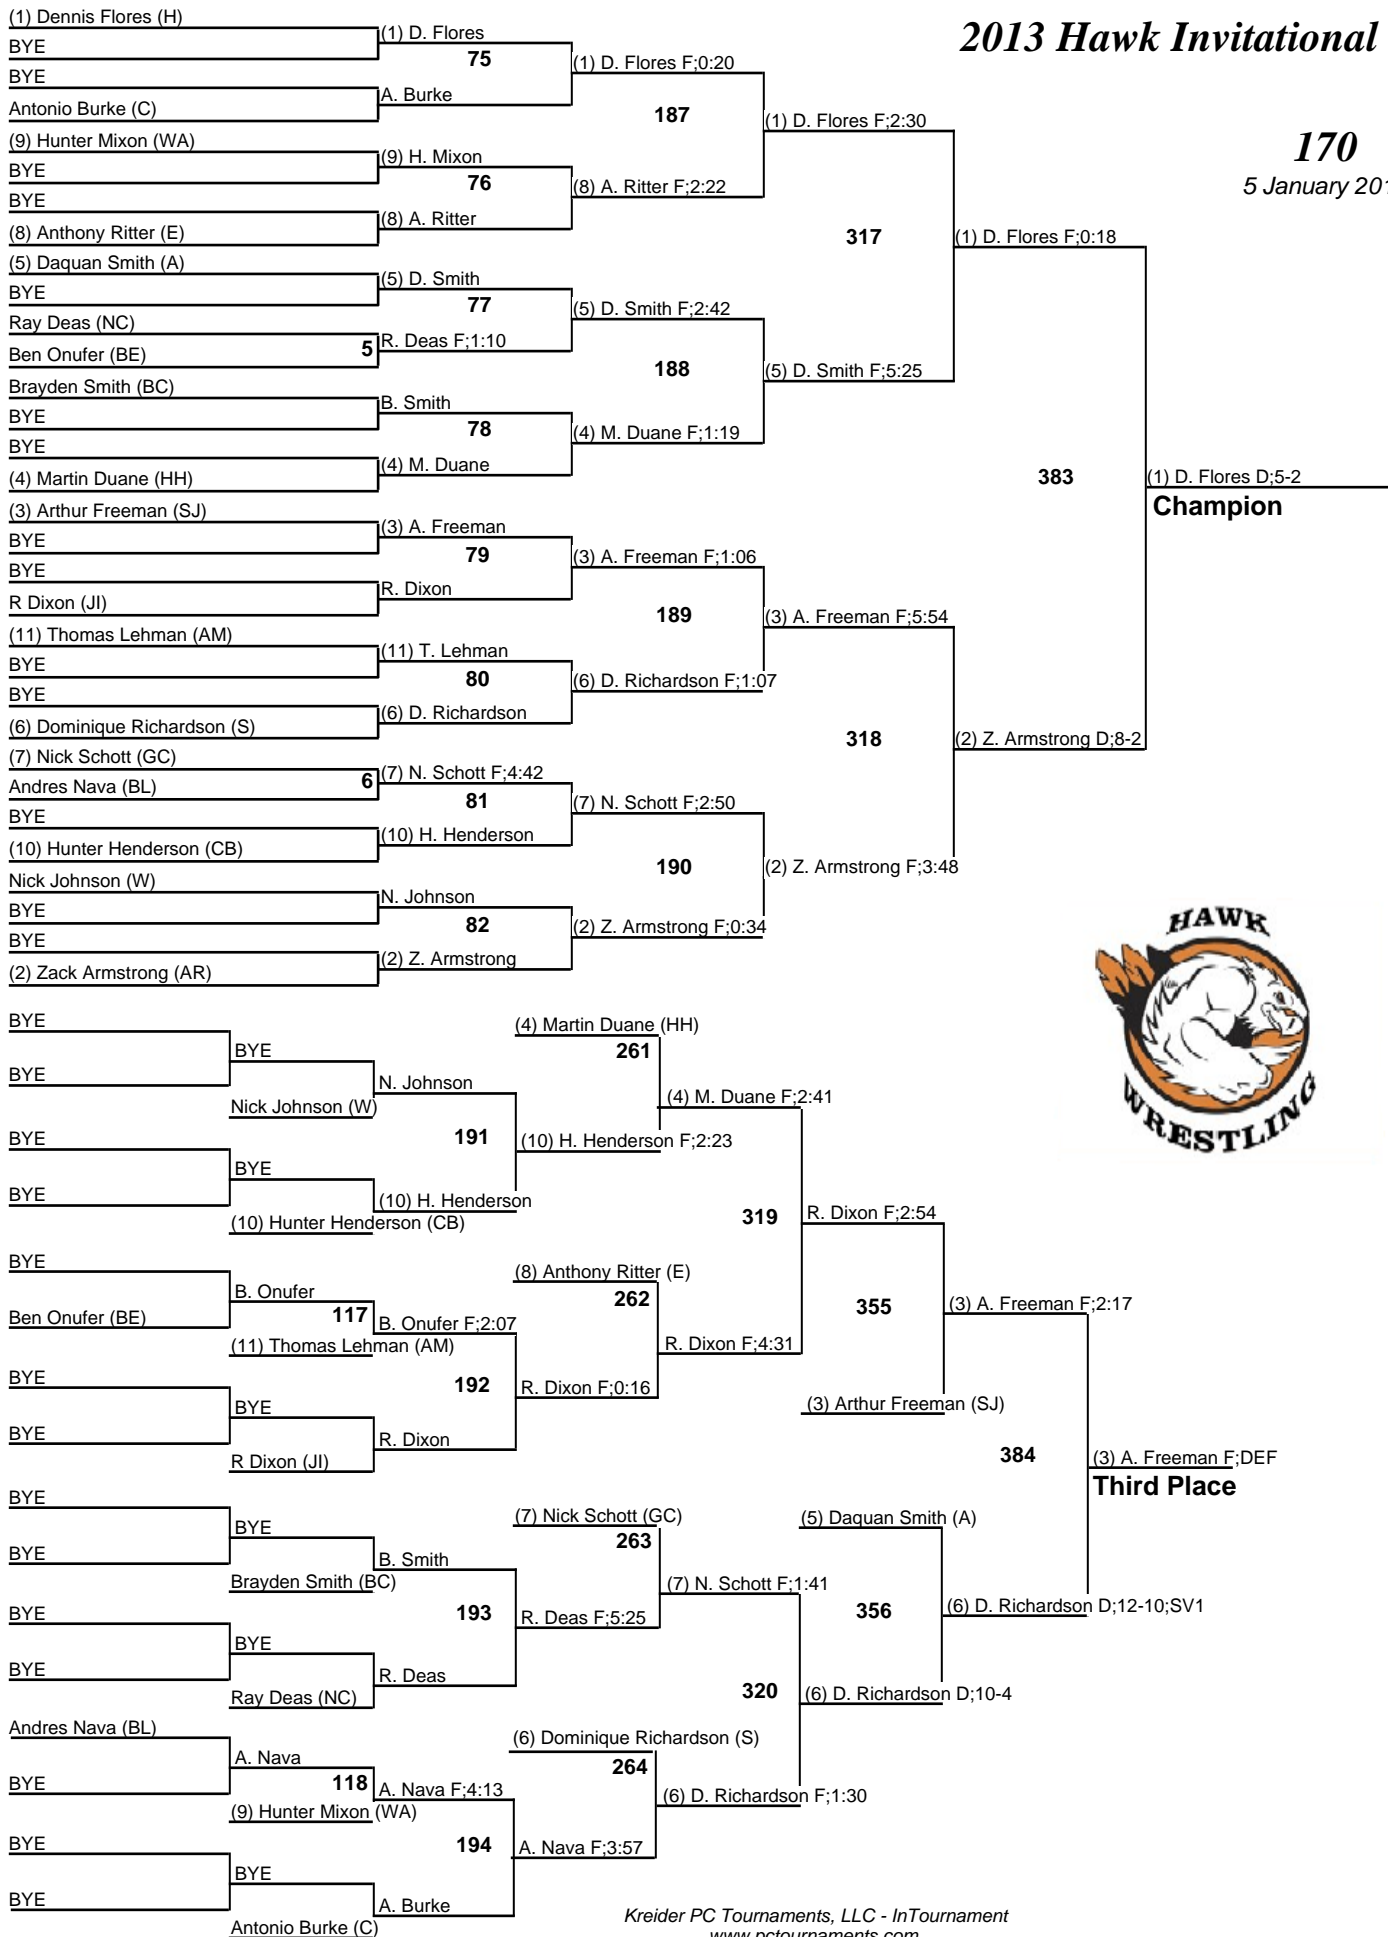 2013 Hawk Invitational
170
5 January 201
(1) Dennis Flores (H)
BYE
BYE
Antonio Burke (C)
(9) Hunter Mixon (WA)
BYE
BYE
(8) Anthony Ritter (E)
(5) Daquan Smith (A)
BYE
Ray Deas (NC)
Ben Onufer (BE)
5
Brayden Smith (BC)
BYE
BYE
(4) Martin Duane (HH)
(3) Arthur Freeman (SJ)
BYE
BYE
R Dixon (JI)
(11) Thomas Lehman (AM)
BYE
BYE
(6) Dominique Richardson (S)
(7) Nick Schott (GC)
Andres Nava (BL)
6
BYE
(10) Hunter Henderson (CB)
Nick Johnson (W)
BYE
BYE
(2) Zack Armstrong (AR)
(1) D. Flores
75
A. Burke
(9) H. Mixon
76
(8) A. Ritter
(5) D. Smith
77
R. Deas F;1:10
B. Smith
78
(4) M. Duane
(3) A. Freeman
79
R. Dixon
(11) T. Lehman
80
(6) D. Richardson
(7) N. Schott F;4:42
81
(10) H. Henderson
N. Johnson
82
(2) Z. Armstrong
(1) D. Flores F;0:20
187
(8) A. Ritter F;2:22
(5) D. Smith F;2:42
188
(4) M. Duane F;1:19
(3) A. Freeman F;1:06
189
(6) D. Richardson F;1:07
(7) N. Schott F;2:50
190
(2) Z. Armstrong F;0:34
(1) D. Flores F;2:30
317
(5) D. Smith F;5:25
(3) A. Freeman F;5:54
318
(2) Z. Armstrong F;3:48
(1) D. Flores F;0:18
383
(2) Z. Armstrong D;8-2
(1) D. Flores D;5-2
Champion
HAWK
WRESTLING
BYE
BYE
BYE
BYE
BYE
Ben Onufer (BE)
BYE
BYE
BYE
BYE
BYE
BYE
Andres Nava (BL)
BYE
BYE
BYE
BYE
Nick Johnson (W)
BYE
(10) Hunter Henderson (CB)
B. Onufer
117
(11) Thomas Lehman (AM)
BYE
R Dixon (JI)
BYE
Brayden Smith (BC)
BYE
Ray Deas (NC)
A. Nava
118
(9) Hunter Mixon (WA)
BYE
Antonio Burke (C)
N. Johnson
191
(10) H. Henderson
B. Onufer F;2:07
192
R. Dixon
B. Smith
193
R. Deas
A. Nava F;4:13
194
A. Burke
(4) Martin Duane (HH)
261
(10) H. Henderson F;2:23
(8) Anthony Ritter (E)
262
R. Dixon F;0:16
(7) Nick Schott (GC)
263
R. Deas F;5:25
(6) Dominique Richardson (S)
264
A. Nava F;3:57
(4) M. Duane F;2:41
319
R. Dixon F;4:31
(7) N. Schott F;1:41
320
(6) D. Richardson F;1:30
R. Dixon F;2:54
355
(3) Arthur Freeman (SJ)
(5) Daquan Smith (A)
356
(6) D. Richardson D;10-4
(3) A. Freeman F;2:17
384
(6) D. Richardson D;12-10;SV1
(3) A. Freeman F;DEF
Third Place
Kreider PC Tournaments, LLC - InTournament
www.pctournaments.com